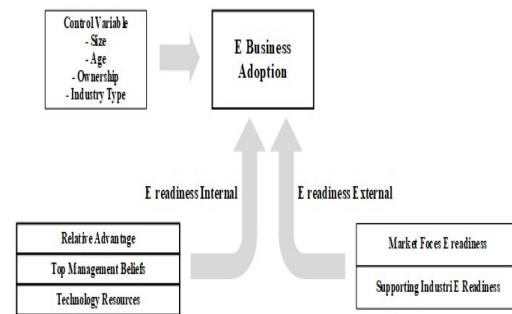 Control Variable
- Size
- Age
- Ownership
- Industry Type
E Business
Adoption
E readiness Internal
E readiness External
Relative Advantage
Top Management Beliefs
Technology Resources
Market Foces E readiness
Supporting Industri E Readiness